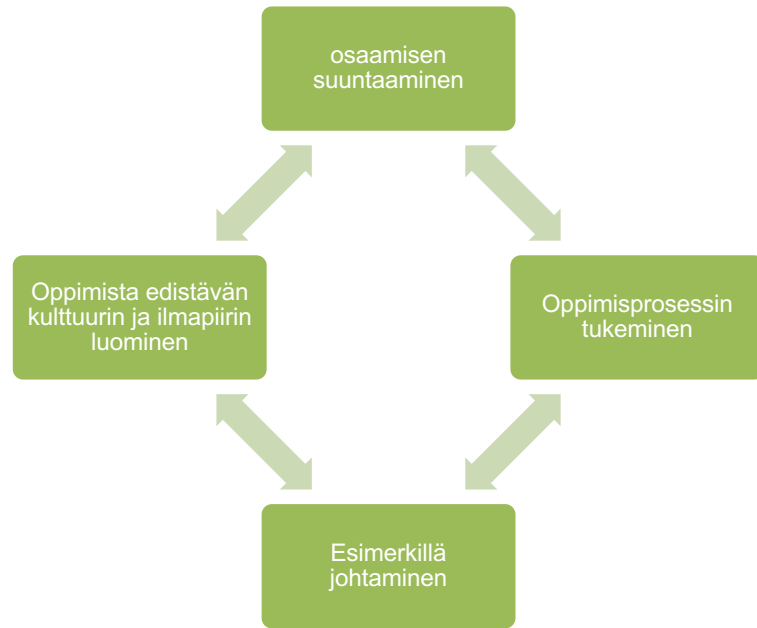 osaamisen
suuntaaminen
Oppimista edistävän
kulttuurin ja ilmapiirin
luominen
Oppimisprosessin
tukeminen
Esimerkillä
johtaminen